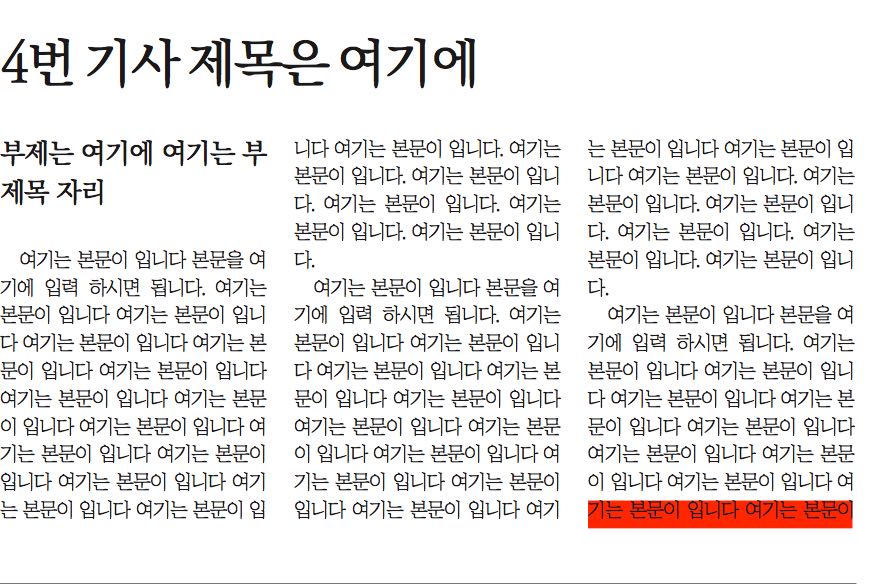 4번 기사 제목은 여기에
부제는 여기에 여기는 부
제목 자리
여기는 본문이 입니다 본문을 여
기에 입력 하시면 됩니다. 여기는
본문이 입니다 여기는 본문이 입니
다 여기는 본문이 입니다 여기는 본
문이 입니다 여기는 본문이 입니다
여기는 본문이 입니다 여기는 본문
이 입니다 여기는 본문이 입니다 여
기는 본문이 입니다 여기는 본문이
입니다 여기는 본문이 입니다 여기
는 본문이 입니다 여기는 본문이 입
니다 여기는 본문이 입니다. 여기는
본문이 입니다. 여기는 본문이 입니
다. 여기는 본문이 입니다. 여기는
본문이 입니다. 여기는 본문이 입니
다.
여기는 본문이 입니다 본문을 여
기에 입력 하시면 됩니다. 여기는
본문이 입니다 여기는 본문이 입니
다 여기는 본문이 입니다 여기는 본
문이 입니다 여기는 본문이 입니다
여기는 본문이 입니다 여기는 본문
이 입니다 여기는 본문이 입니다 여
기는 본문이 입니다 여기는 본문이
입니다 여기는 본문이 입니다 여기
는 본문이 입니다 여기는 본문이 입
니다 여기는 본문이 입니다. 여기는
본문이 입니다. 여기는 본문이 입니
다. 여기는 본문이 입니다. 여기는
본문이 입니다. 여기는 본문이 입니
다.
여기는 본문이 입니다 본문을 여
기에 입력 하시면 됩니다. 여기는
본문이 입니다 여기는 본문이 입니
다 여기는 본문이 입니다 여기는 본
문이 입니다 여기는 본문이 입니다
여기는 본문이 입니다 여기는 본문
이 입니다 여기는 본문이 입니다 여
기는 본문이 입니다 여기는 본문이